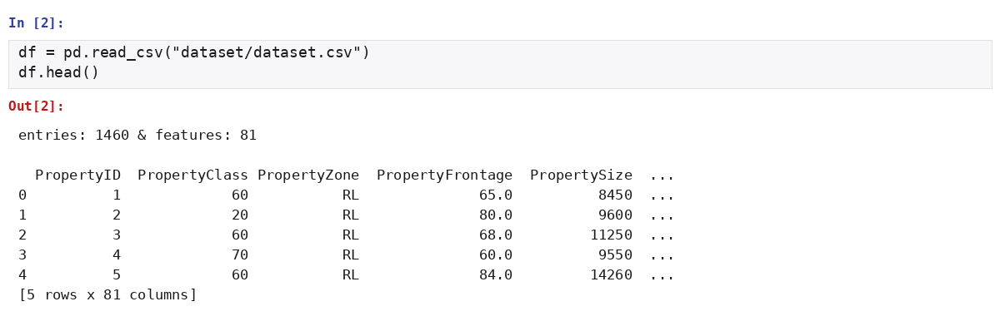 In [2]:
df = pd.read_csv("dataset/dataset.csv")
df.head()
Out[2]:
entries: 1460 & features: 81
  PropertyID  PropertyClass PropertyZone  PropertyFrontage  PropertySize  ...
0          1             60           RL              65.0          8450  ...
1          2             20           RL              80.0          9600  ...
2          3             60           RL              68.0         11250  ...
3          4             70           RL              60.0          9550  ...
4          5             60           RL              84.0         14260  ...
[5 rows x 81 columns]